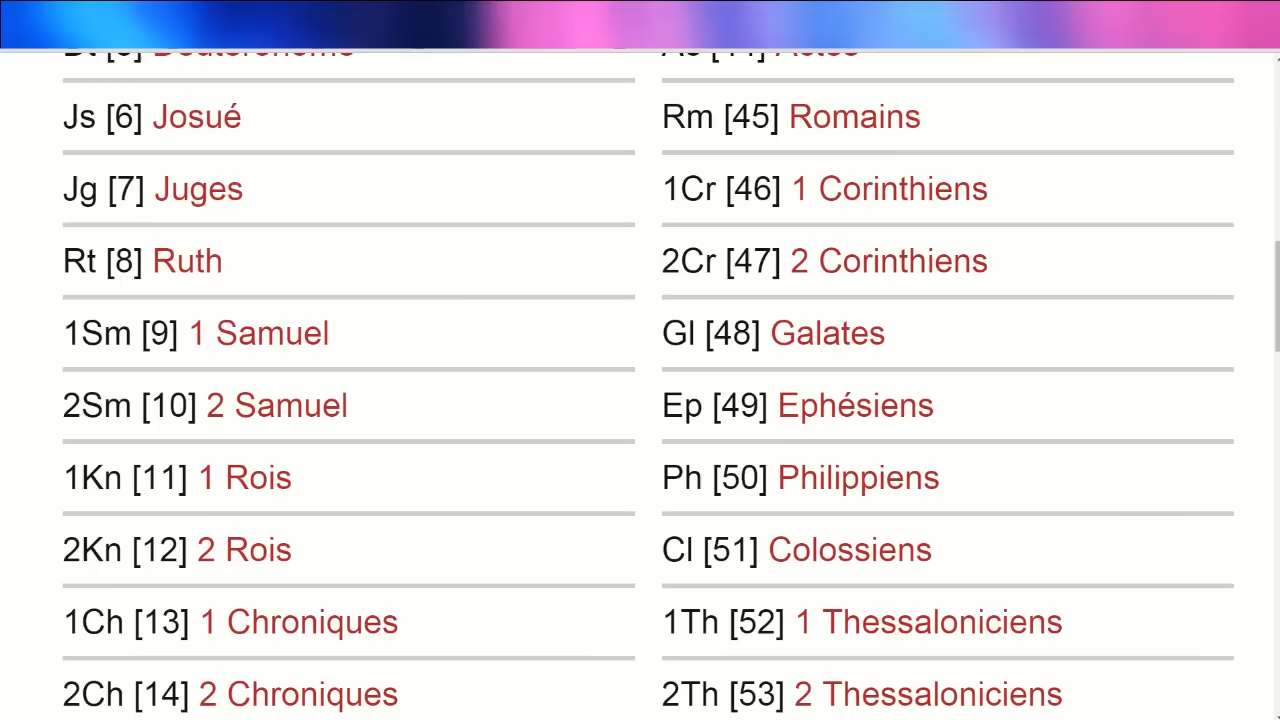 Js [6] Josué
Jg [7] Juges
Rt [8] Ruth
1Sm [9] 1 Samuel
2Sm [10] 2 Samuel
1Kn [11] 1 Rois
2Kn [12] 2 Rois
1Ch [13] 1 Chroniques
2Ch [14] 2 Chroniques
Rm [45] Romains
1Cr [46] 1 Corinthiens
2Cr [47] 2 Corinthiens
Gl [48] Galates
Ep [49] Ephésiens
Ph [50] Philippiens
Cl [51] Colossiens
1Th [52] 1 Thessaloniciens
2Th [53] 2 Thessaloniciens